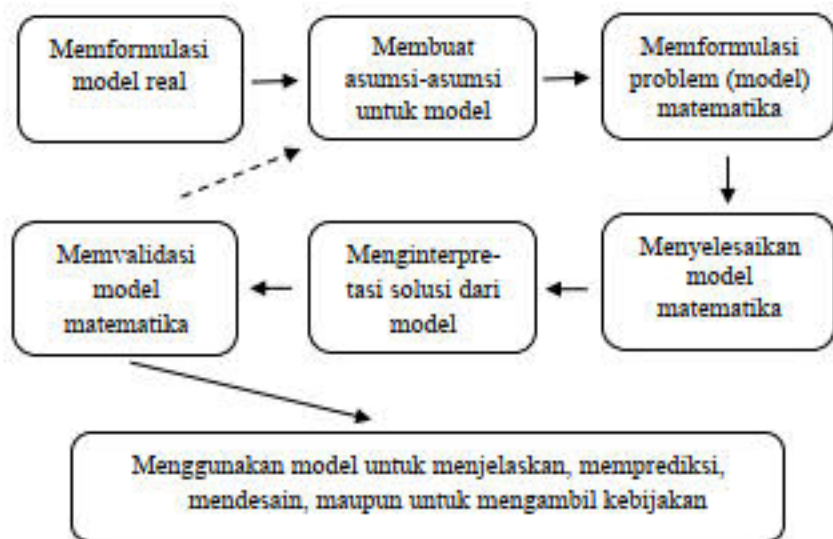 Memformulasi
model real
Membuat
asumsi-asumsi
untuk model
Memformulasi
problem (model)
matematika
Memvalidasi
model
matematika
Menginterpre-
tasi solusi dari
model
Menyelesaikan
model
matematika
Menggunakan model untuk menjelaskan, memprediksi,
mendesain, maupun untuk mengambil kebijakan